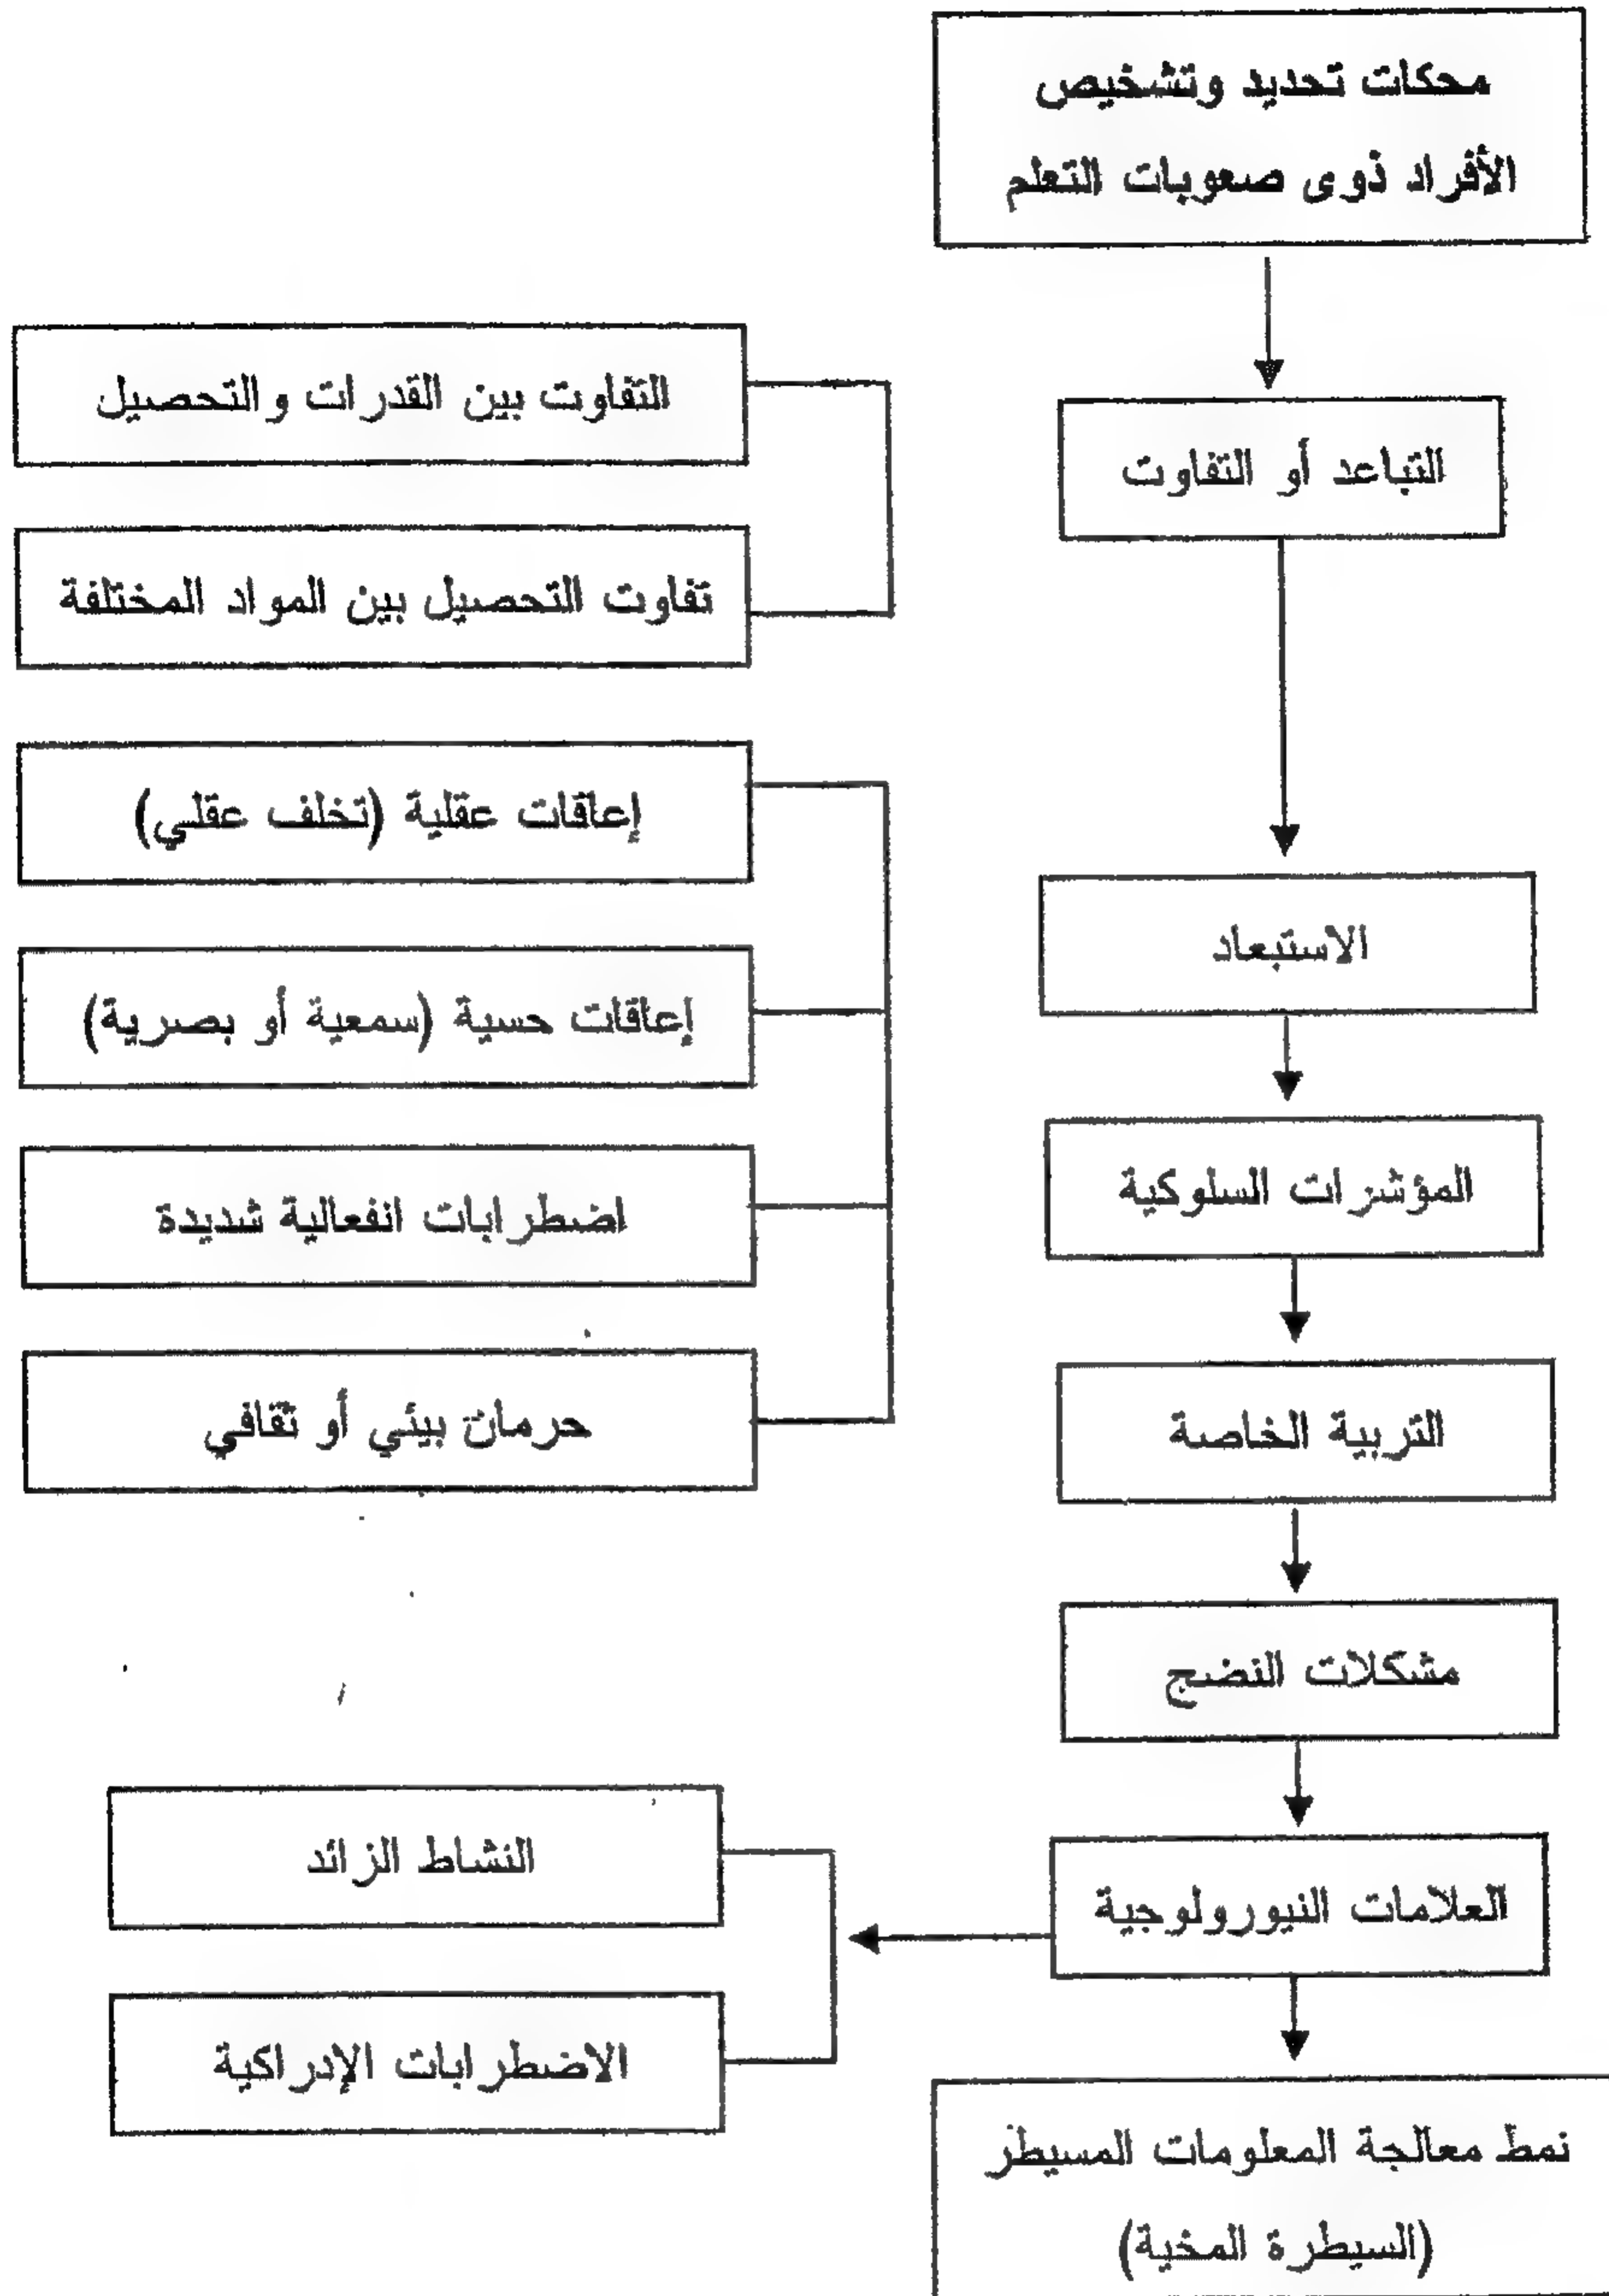 محكات تحديد وتشخيص
الأفراد ذوى صعوبات التعلم
التباعد أو التفاوت
التفاوت بين القدرات والتحصيل
تفاوت التحصيل بين المواد المختلفة
الاستبعاد
إعاقات عقلية (تخلف عقلي)
إعاقات حسية (سمعية أو بصرية)
اضطرابات انفعالية شديدة
حرمان بيئي أو ثقافي
المؤشرات السلوكية
التربية الخاصة
مشكلات النضج
العلامات النيورولوجية
النشاط الزائد
الاضطرابات الإدراكية
نمط معالجة المعلومات المسيطر
(السيطرة المخية)